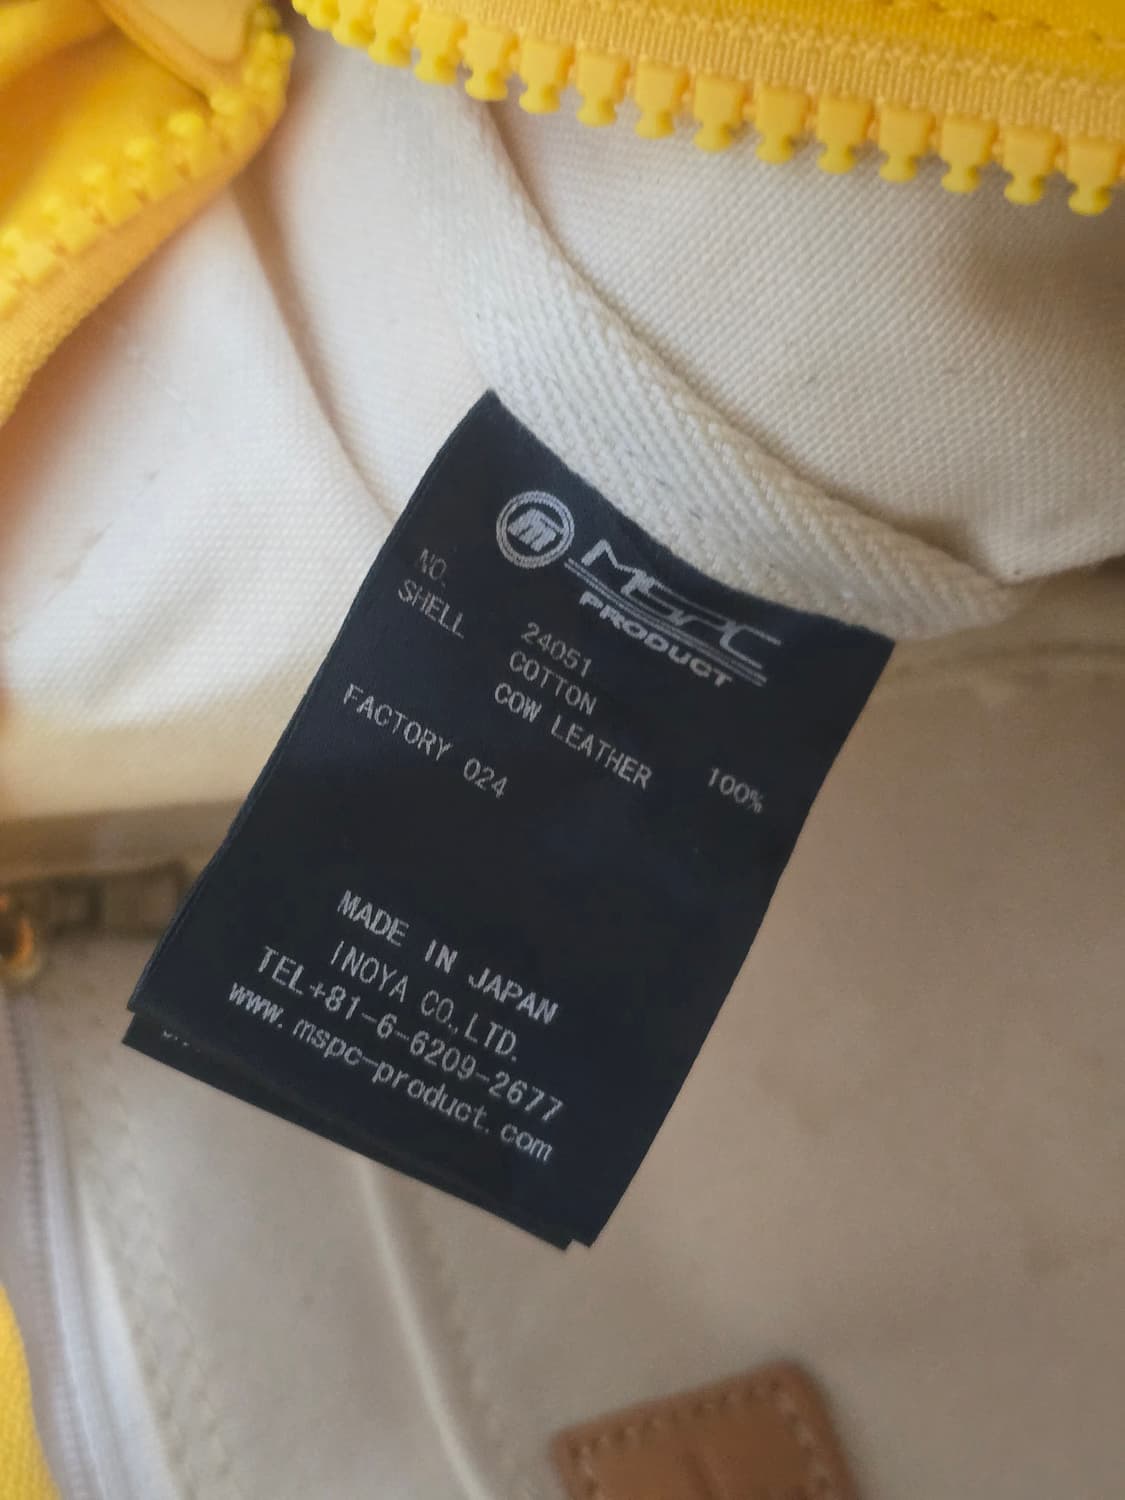 MSPC
PRODUCT
NO. 24051
SHELL COTTON 100%
COW LEATHER
FACTORY 024
MADE IN JAPAN
INOYA CO.,LTD.
TEL+81-6-6209-2677
www.mspc-product.com